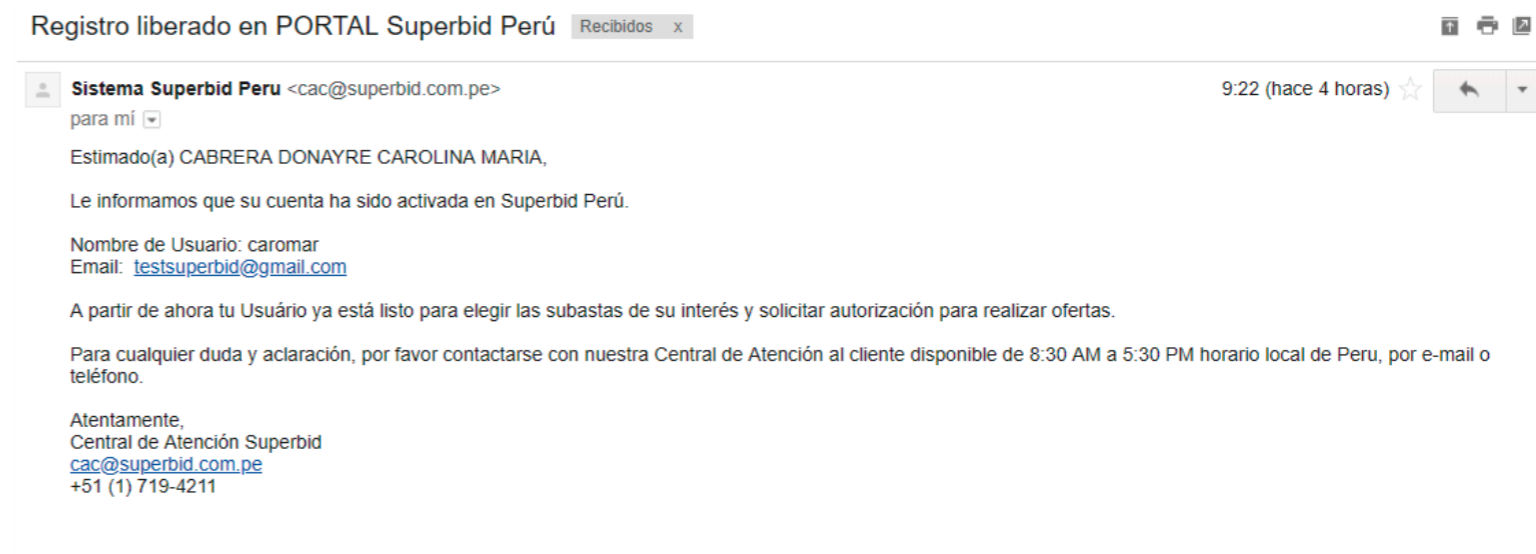 Registro liberado en PORTAL Superbid Perú Recibidos x
Sistema Superbid Peru <cac@superbid.com.pe> 9:22 (hace 4 horas)
para mí
Estimado(a) CABRERA DONAYRE CAROLINA MARIA,
Le informamos que su cuenta ha sido activada en Superbid Perú.
Nombre de Usuario: caromar
Email: testsuperbid@gmail.com
A partir de ahora tu Usuário ya está listo para elegir las subastas de su interés y solicitar autorización para realizar ofertas.
Para cualquier duda y aclaración, por favor contactarse con nuestra Central de Atención al cliente disponible de 8:30 AM a 5:30 PM horario local de Peru, por e-mail o
teléfono.
Atentamente,
Central de Atención Superbid
cac@superbid.com.pe
+51 (1) 719-4211